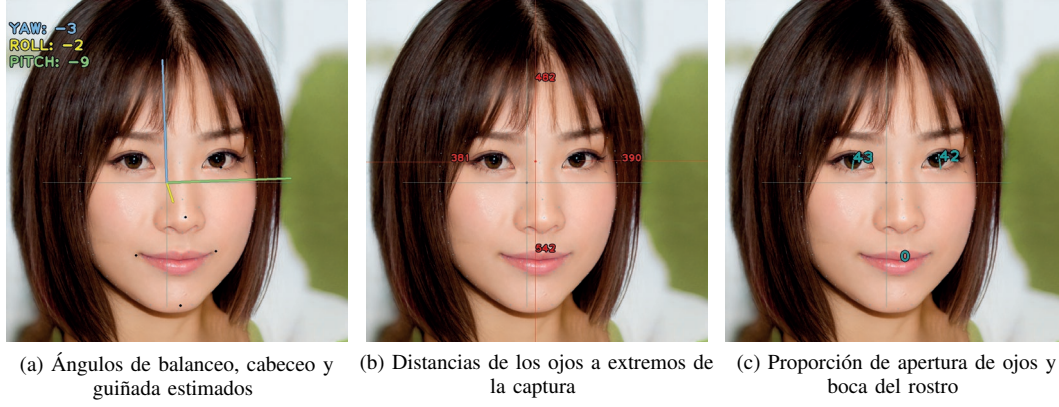 YAW: -3
ROLL: -2
PITCH: -9
482
381
390
542
43
42
0
(a) Ángulos de balanceo, cabeceo y
guiñada estimados
(b) Distancias de los ojos a extremos de
la captura
(c) Proporción de apertura de ojos y
boca del rostro